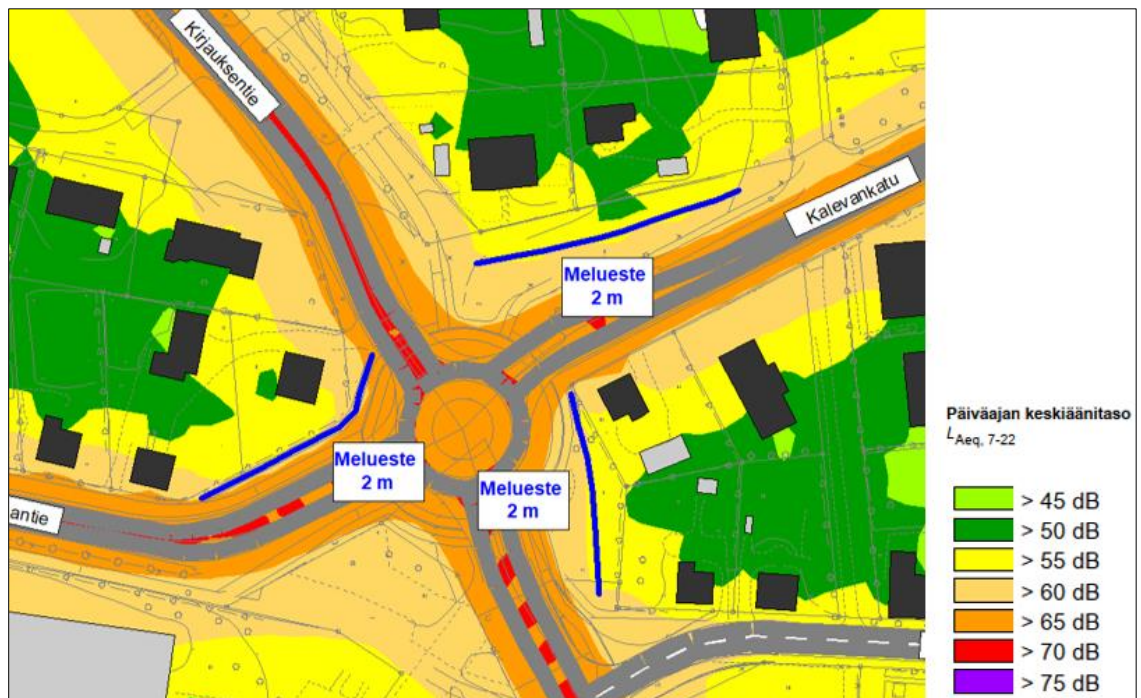 Kirjauksentie
Kalevankatu
Melueste
2 m
Melueste
2 m
Melueste
2 m
antie
Päiväajan keskiäänitaso
LAeq, 7-22
> 45 dB
> 50 dB
> 55 dB
> 60 dB
> 65 dB
> 70 dB
> 75 dB